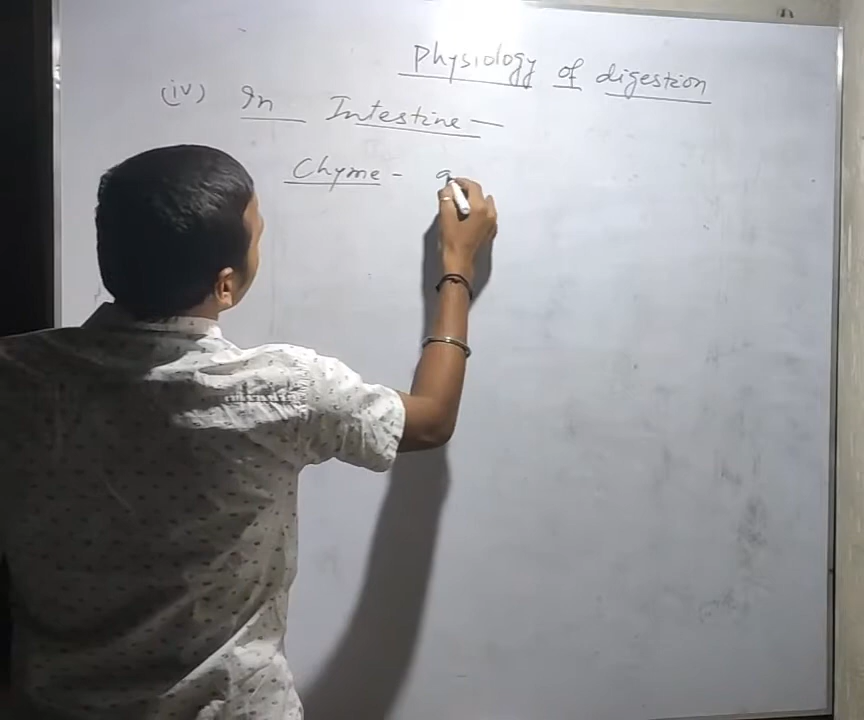 Physiology of digestion
(iv) In Intestine -
Chyme - a